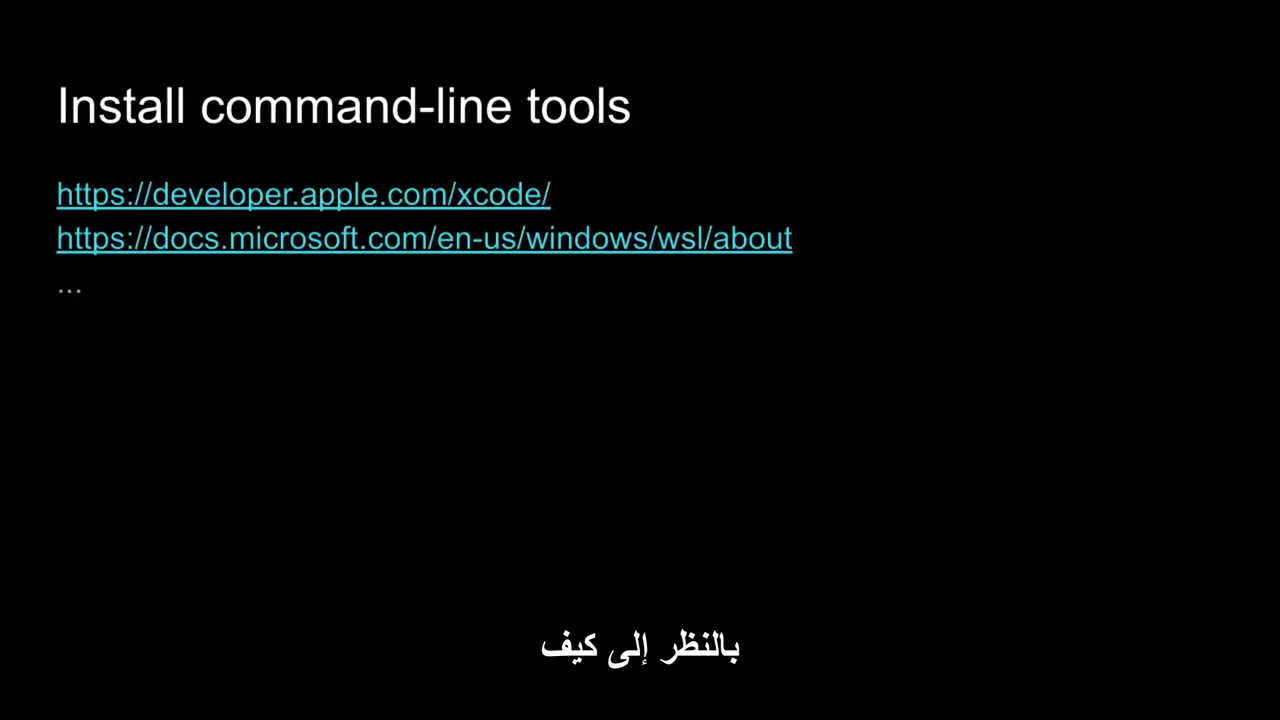 Install command-line tools
https://developer.apple.com/xcode/
https://docs.microsoft.com/en-us/windows/wsl/about
...
بالنظر إلى كيف